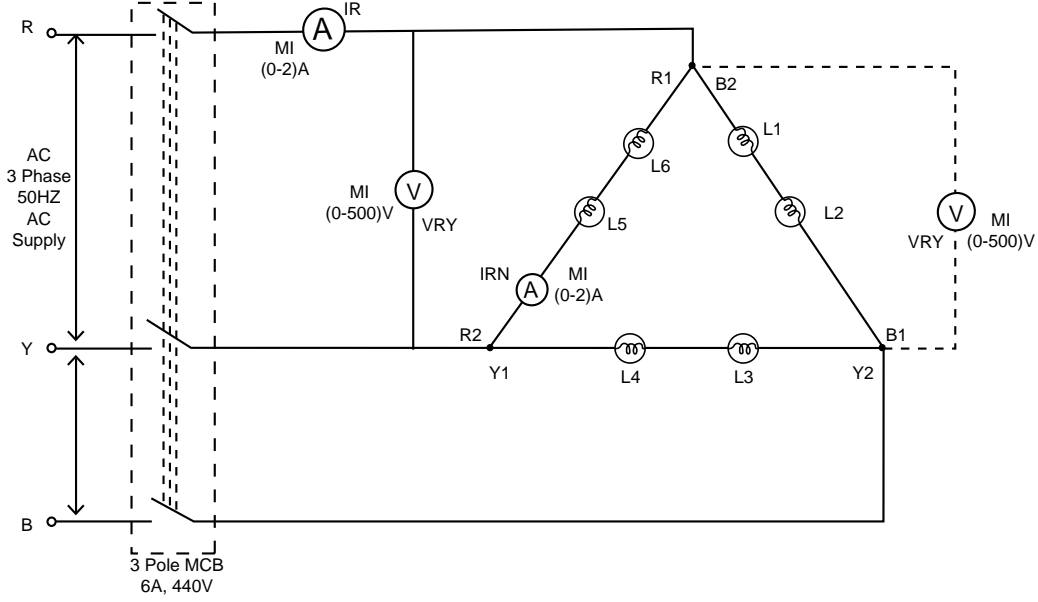 R
IR
A
MI
(0-2)A
R1
B2
L1
L6
AC
3 Phase
50HZ
AC
Supply
MI
(0-500)V
V
VRY
L5
L2
V
MI
(0-500)V
VRY
IRN
A
MI
(0-2)A
R2
B1
Y
Y1
L4
L3
Y2
B
3 Pole MCB
6A, 440V